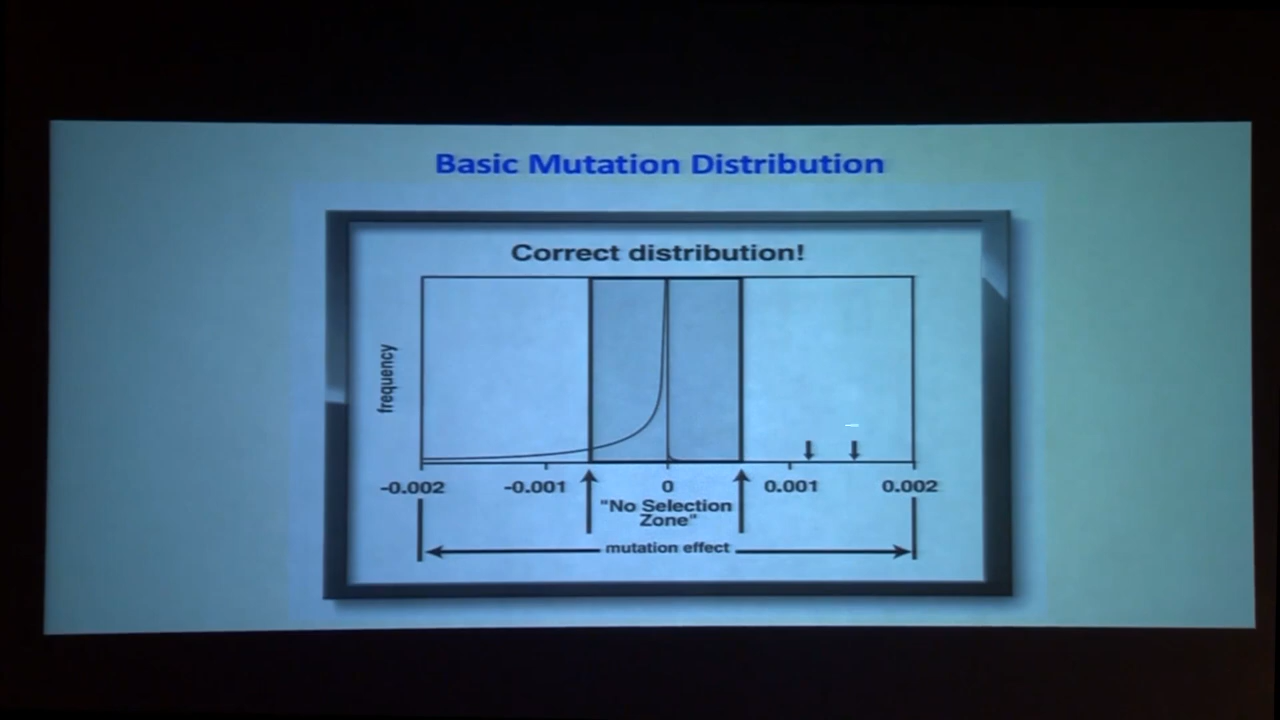 Basic Mutation Distribution
Correct distribution!
frequency
-0.002 -0.001 0 0.001 0.002
"No Selection
Zone"
mutation effect